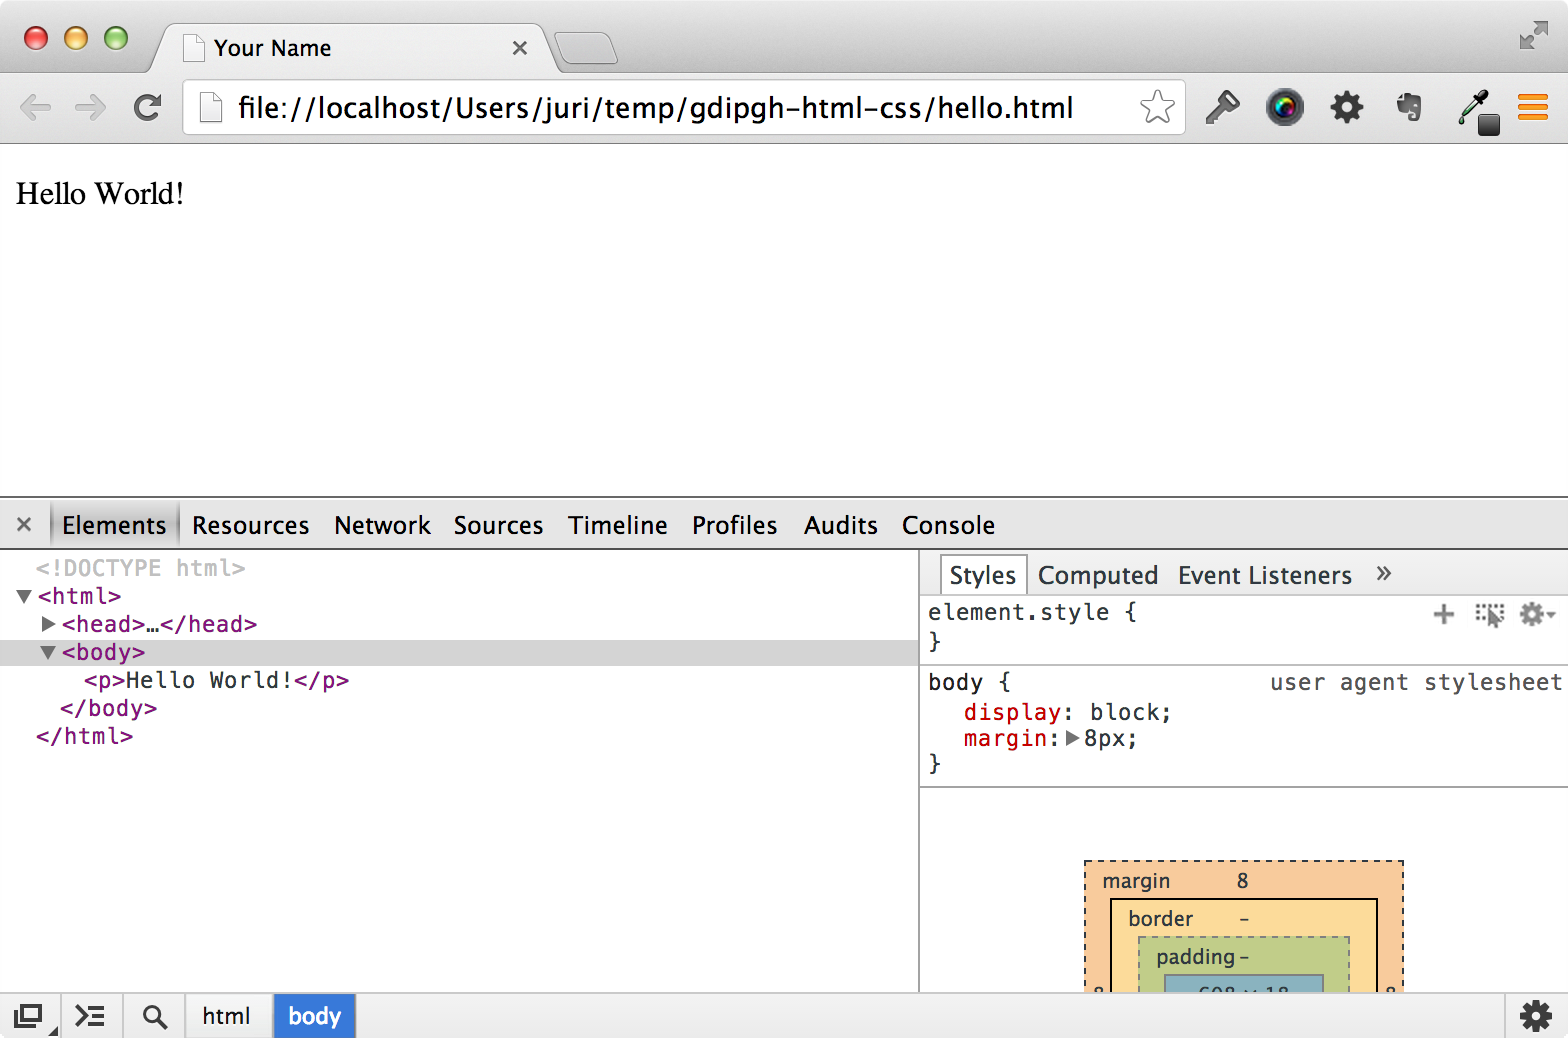 Your Name
file://localhost/Users/juri/temp/gdipgh-html-css/hello.html
Hello World!
Elements Resources Network Sources Timeline Profiles Audits Console
<!DOCTYPE html>
<html>
<head>…</head>
<body>
<p>Hello World!</p>
</body>
</html>
Styles Computed Event Listeners »
element.style {
}
body { user agent stylesheet
display: block;
margin: 8px;
}
margin 8
border -
padding -
8 608 × 18 8
html body